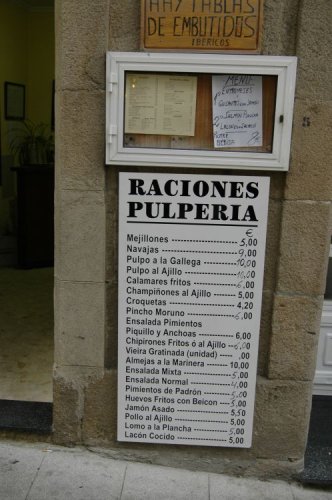 HAY TABLAS
DE EMBUTIDOS
IBERICOS
MENU
RACIONES
PULPERIA
€
Mejillones 5,00
Navajas 9,00
Pulpo a la Gallega 10,00
Pulpo al Ajillo 10,00
Calamares fritos 6,00
Champiñones al Ajillo 5,00
Croquetas 4,20
Pincho Moruno 6,00
Ensalada Pimientos
Piquillo y Anchoas 6,00
Chipirones Fritos ó al Ajillo 6,00
Vieira Gratinada (unidad) ,00
Almejas a la Marinera 10,00
Ensalada Mixta 5,00
Ensalada Normal 4,00
Pimientos de Padrón 5,00
Huevos Fritos con Beicon 5,00
Jamón Asado 5,50
Pollo al Ajillo 5,00
Lomo a la Plancha 5,00
Lacón Cocido 5,00